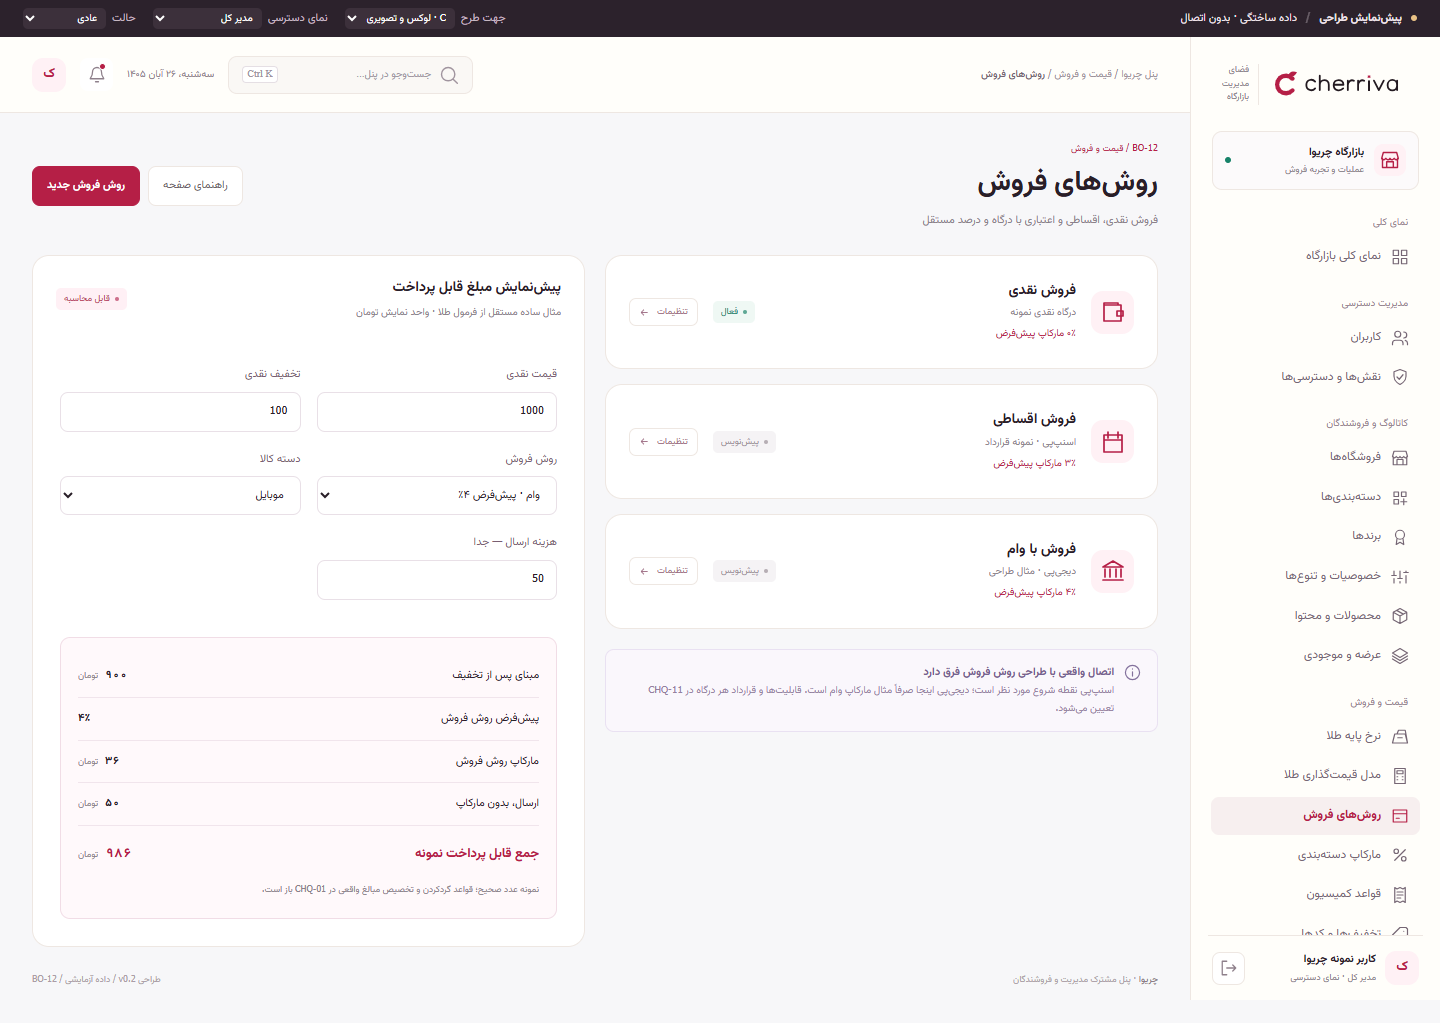 پیش‌نمایش طراحی / داده ساختگی · بدون اتصال
جهت طرح C · لوکس و تصویری نمای دسترسی مدیر کل حالت عادی
cherriva
فضای
مدیریت
بازارگاه
پنل چریوا / قیمت و فروش / روش‌های فروش
جست‌وجو در پنل... Ctrl K
سه‌شنبه، ۲۶ آبان ۱۴۰۵
ک
بازارگاه چریوا
عملیات و تجربه فروش
نمای کلی
نمای کلی بازارگاه
مدیریت دسترسی
کاربران
نقش‌ها و دسترسی‌ها
کاتالوگ و فروشندگان
فروشگاه‌ها
دسته‌بندی‌ها
برندها
خصوصیات و تنوع‌ها
محصولات و محتوا
عرضه و موجودی
قیمت و فروش
نرخ پایه طلا
مدل قیمت‌گذاری طلا
روش‌های فروش
مارکاپ دسته‌بندی
قواعد کمیسیون
تخفیف‌ها و کدها
ک
کاربر نمونه چریوا
مدیر کل · نمای دسترسی
BO-12 / قیمت و فروش
روش‌های فروش
فروش نقدی، اقساطی و اعتباری با درگاه و درصد مستقل
راهنمای صفحه
روش فروش جدید
فروش نقدی
درگاه نقدی نمونه
۰٪ مارکاپ پیش‌فرض
فعال
تنظیمات ←
فروش اقساطی
اسنپ‌پی · نمونه قرارداد
۳٪ مارکاپ پیش‌فرض
پیش‌نویس
تنظیمات ←
فروش با وام
دیجی‌پی · مثال طراحی
۴٪ مارکاپ پیش‌فرض
پیش‌نویس
تنظیمات ←
اتصال واقعی با طراحی روش فروش فرق دارد
اسنپ‌پی نقطه شروع مورد نظر است؛ دیجی‌پی اینجا صرفاً مثال مارکاپ وام است. قابلیت‌ها و قرارداد هر درگاه در CHQ-11
تعیین می‌شود.
پیش‌نمایش مبلغ قابل پرداخت
مثال ساده مستقل از فرمول طلا · واحد نمایش تومان
قابل محاسبه
قیمت نقدی
1000
تخفیف نقدی
100
روش فروش
وام · پیش‌فرض ۴٪
دسته کالا
موبایل
هزینه ارسال — جدا
50
مبنای پس از تخفیف ۹۰۰ تومان
پیش‌فرض روش فروش ۴٪
مارکاپ روش فروش ۳۶ تومان
ارسال، بدون مارکاپ ۵۰ تومان
جمع قابل پرداخت نمونه ۹۸۶ تومان
نمونه عدد صحیح؛ قواعد گردکردن و تخصیص مبالغ واقعی در CHQ-01 باز است.
چریوا · پنل مشترک مدیریت و فروشندگان
طراحی v0.2 / داده آزمایشی / BO-12